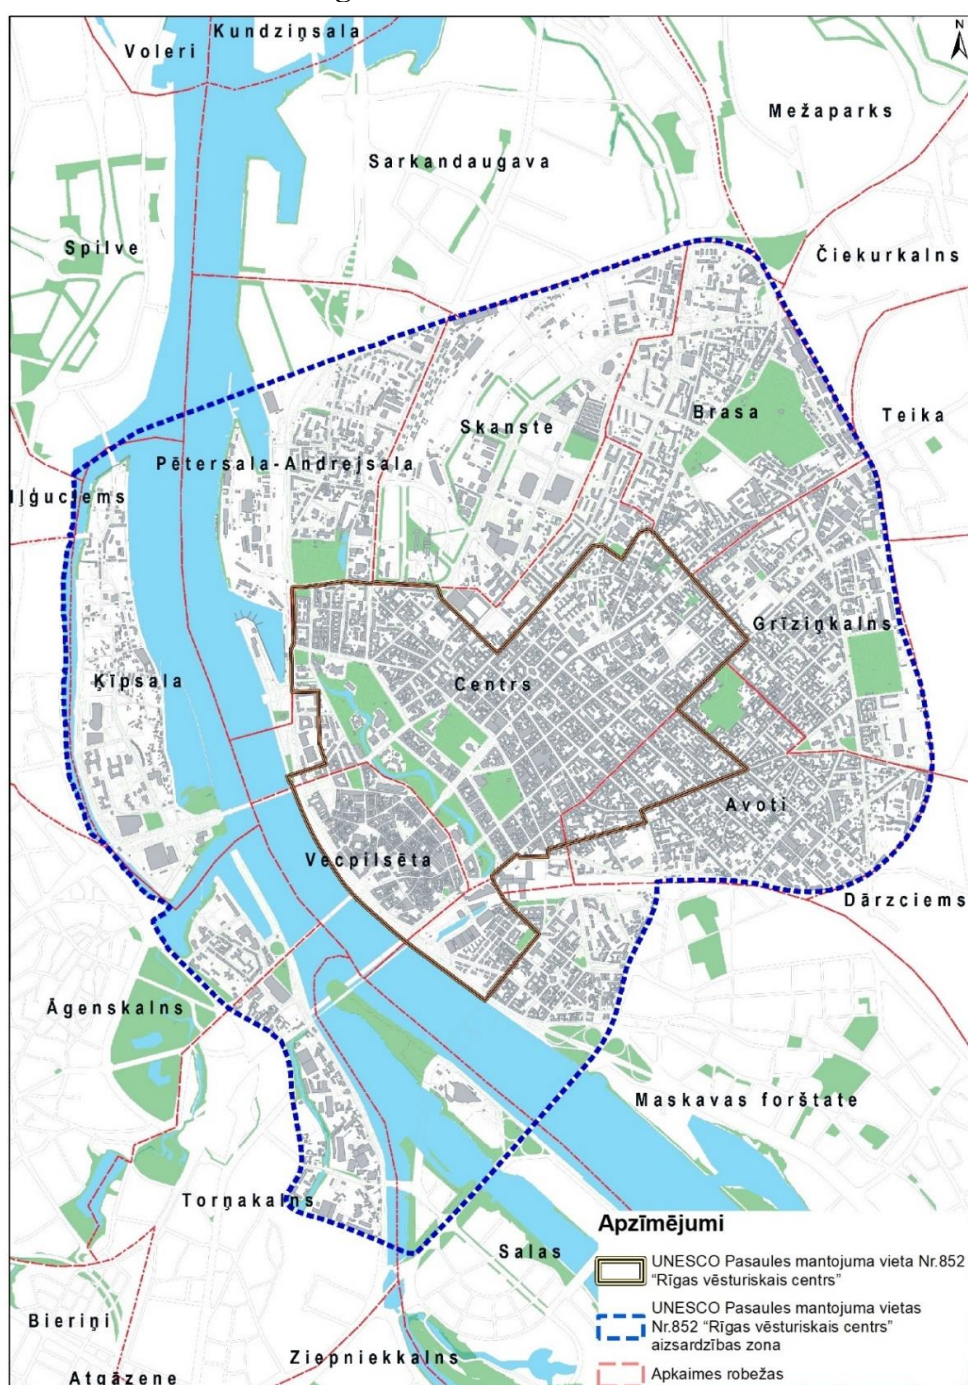 Kundziņsala
Voleri
N
Mežaparks
Sarkandaugava
Spilve
Čiekurkalns
Teika
Brasa
Skanste
Pētersala-Andrejsala
Iļģuciems
Grīziņkalns
Ķīpsala
Centrs
Avoti
Vecpilsēta
Dārzciems
Āgenskalns
Maskavas forštate
Torņakalns
Salas
Bieriņi
Ziepniekkalns
Atgāzene
Apzīmējumi
UNESCO Pasaules mantojuma vieta Nr.852
“Rīgas vēsturiskais centrs”
UNESCO Pasaules mantojuma vietas
Nr.852 “Rīgas vēsturiskais centrs”
aizsardzības zona
Apkaimes robežas